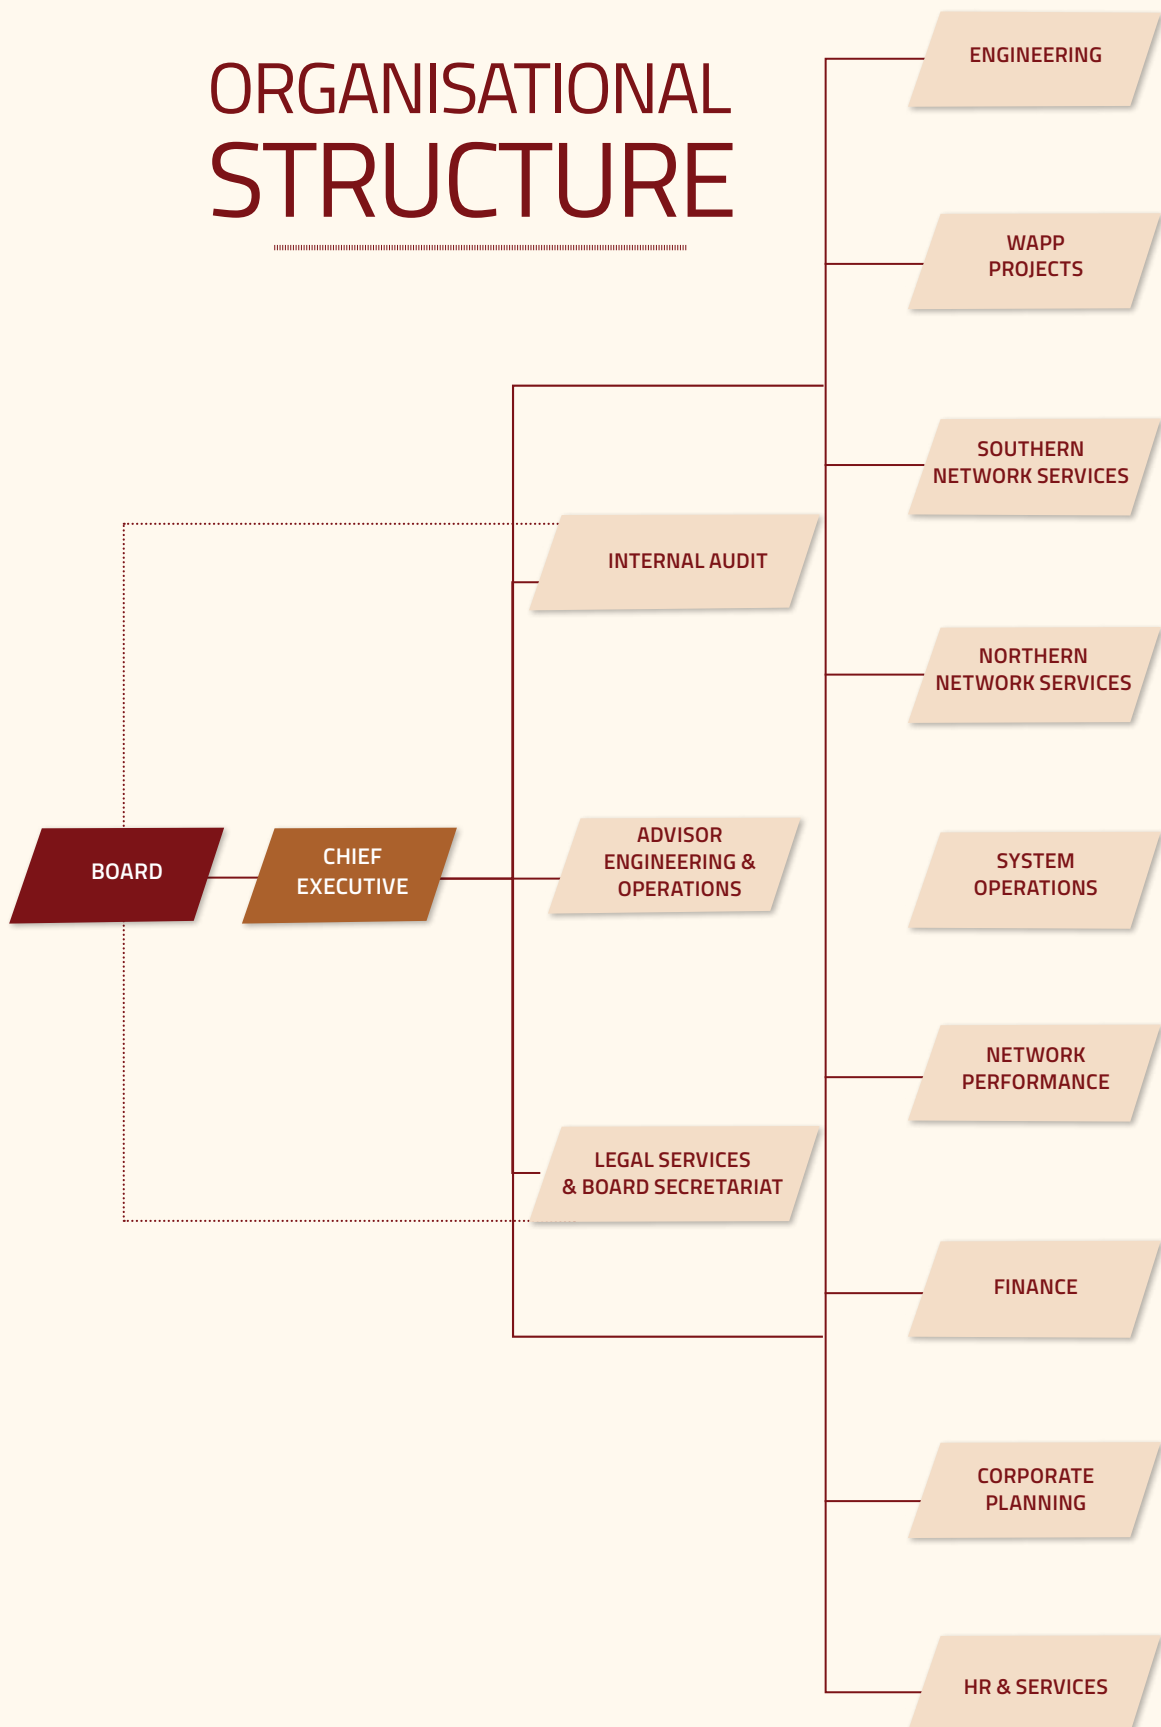 ORGANISATIONAL
STRUCTURE
ENGINEERING
WAPP
PROJECTS
SOUTHERN
NETWORK SERVICES
INTERNAL AUDIT
NORTHERN
NETWORK SERVICES
BOARD
CHIEF
EXECUTIVE
ADVISOR
ENGINEERING &
OPERATIONS
SYSTEM
OPERATIONS
NETWORK
PERFORMANCE
LEGAL SERVICES
& BOARD SECRETARIAT
FINANCE
CORPORATE
PLANNING
HR & SERVICES